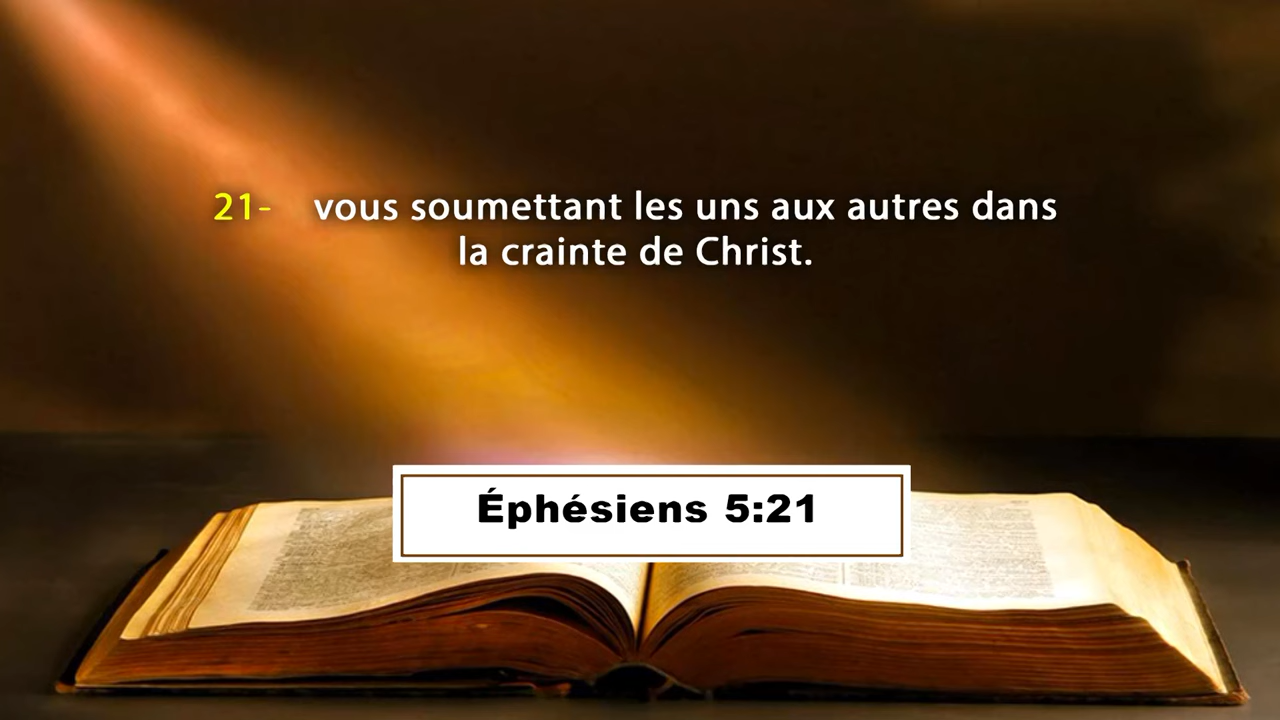 21- vous soumettant les uns aux autres dans
la crainte de Christ.
Éphésiens 5:21